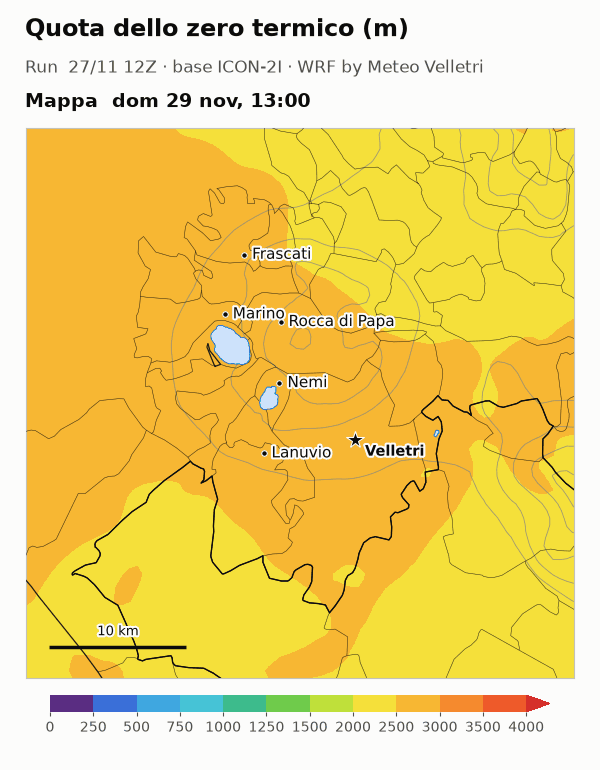 Quota dello zero termico (m)
Run 27/11 12Z · base ICON-2I · WRF by Meteo Velletri
Mappa dom 29 nov, 13:00
Frascati
Marino
Rocca di Papa
Nemi
Velletri
Lanuvio
10 km
0 250 500 750 1000 1250 1500 2000 2500 3000 3500 4000